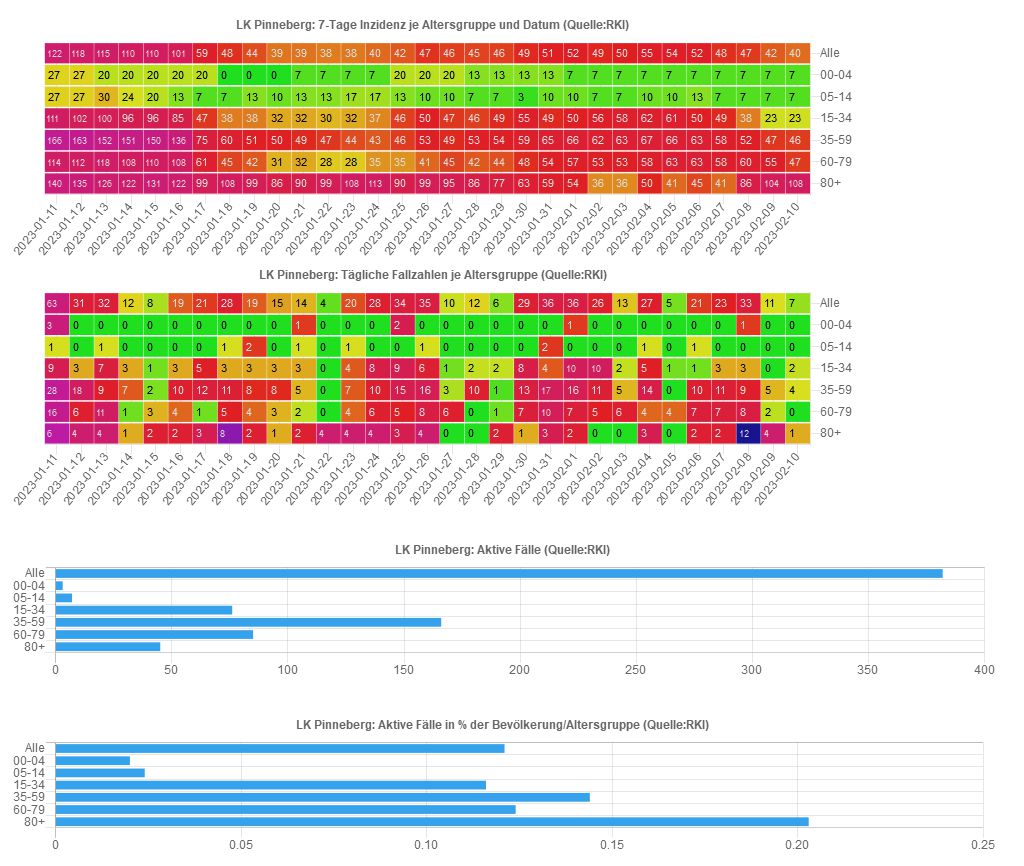 LK Pinneberg: 7-Tage Inzidenz je Altersgruppe und Datum (Quelle:RKI)
122 118 115 110 110 101 59 48 44 39 39 38 38 40 42 47 46 45 46 49 51 52 49 50 55 54 52 48 47 42 40 Alle
27 27 20 20 20 20 20 0 0 0 7 7 7 7 20 20 20 13 13 13 13 7 7 7 7 7 7 7 7 7 7 00-04
27 27 30 24 20 13 7 7 13 10 13 13 17 17 13 10 10 7 7 3 10 10 7 7 10 10 13 7 7 7 7 05-14
111 102 100 96 96 85 47 38 38 32 32 30 32 37 46 50 47 46 49 55 49 50 56 58 62 61 50 49 38 23 23 15-34
166 163 152 151 150 136 75 60 51 50 49 47 44 43 46 53 49 53 54 59 65 66 62 63 63 66 63 58 52 47 46 35-59
114 112 118 108 110 108 61 45 42 31 32 28 28 35 35 41 45 42 44 48 54 57 53 53 58 63 63 58 60 55 47 60-79
140 135 126 122 131 122 99 108 99 86 90 99 108 113 90 99 95 86 77 63 59 54 36 36 50 41 45 41 86 104 108 80+
2023-01-11 2023-01-12 2023-01-13 2023-01-14 2023-01-15 2023-01-16 2023-01-17 2023-01-18 2023-01-19 2023-01-20 2023-01-21 2023-01-22 2023-01-23 2023-01-24 2023-01-25 2023-01-26 2023-01-27 2023-01-28 2023-01-29 2023-01-30 2023-01-31 2023-02-01 2023-02-02 2023-02-03 2023-02-04 2023-02-05 2023-02-06 2023-02-07 2023-02-08 2023-02-09 2023-02-10
LK Pinneberg: Tägliche Fallzahlen je Altersgruppe (Quelle:RKI)
63 31 32 12 8 19 21 28 19 15 14 4 20 28 34 35 10 12 6 29 36 36 26 13 27 5 21 23 33 11 7 Alle
3 0 0 0 0 0 0 0 0 0 1 0 0 0 2 0 0 0 0 0 0 1 0 0 0 0 0 0 1 0 0 00-04
1 0 1 0 0 0 0 1 2 0 1 0 1 0 0 1 0 0 0 0 2 0 0 0 1 0 1 0 0 0 0 05-14
9 3 7 3 1 3 5 3 3 3 3 0 4 8 9 6 1 2 2 8 4 10 10 2 5 1 1 3 3 0 2 15-34
28 18 9 7 2 10 12 11 8 8 5 0 7 10 15 16 3 10 1 13 17 16 11 5 14 0 10 11 9 5 4 35-59
16 6 11 1 3 4 1 5 4 3 2 0 4 6 5 8 6 0 1 7 10 7 5 6 4 4 7 7 8 2 0 60-79
6 4 4 1 2 2 3 8 2 1 2 4 4 4 3 4 0 0 2 1 3 2 0 0 3 0 2 2 12 4 1 80+
2023-01-11 2023-01-12 2023-01-13 2023-01-14 2023-01-15 2023-01-16 2023-01-17 2023-01-18 2023-01-19 2023-01-20 2023-01-21 2023-01-22 2023-01-23 2023-01-24 2023-01-25 2023-01-26 2023-01-27 2023-01-28 2023-01-29 2023-01-30 2023-01-31 2023-02-01 2023-02-02 2023-02-03 2023-02-04 2023-02-05 2023-02-06 2023-02-07 2023-02-08 2023-02-09 2023-02-10
LK Pinneberg: Aktive Fälle (Quelle:RKI)
Alle
00-04
05-14
15-34
35-59
60-79
80+
0 50 100 150 200 250 300 350 400
LK Pinneberg: Aktive Fälle in % der Bevölkerung/Altersgruppe (Quelle:RKI)
Alle
00-04
05-14
15-34
35-59
60-79
80+
0 0.05 0.10 0.15 0.20 0.25